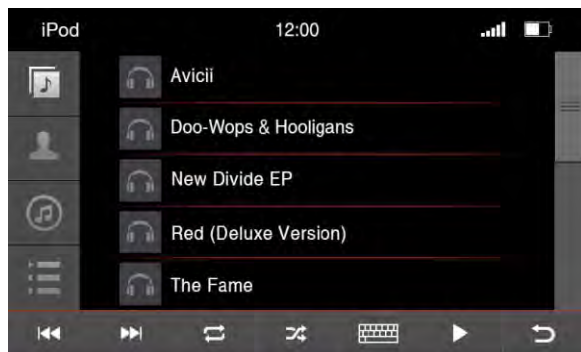 iPod 12:00
Avicii
Doo-Wops & Hooligans
New Divide EP
Red (Deluxe Version)
The Fame